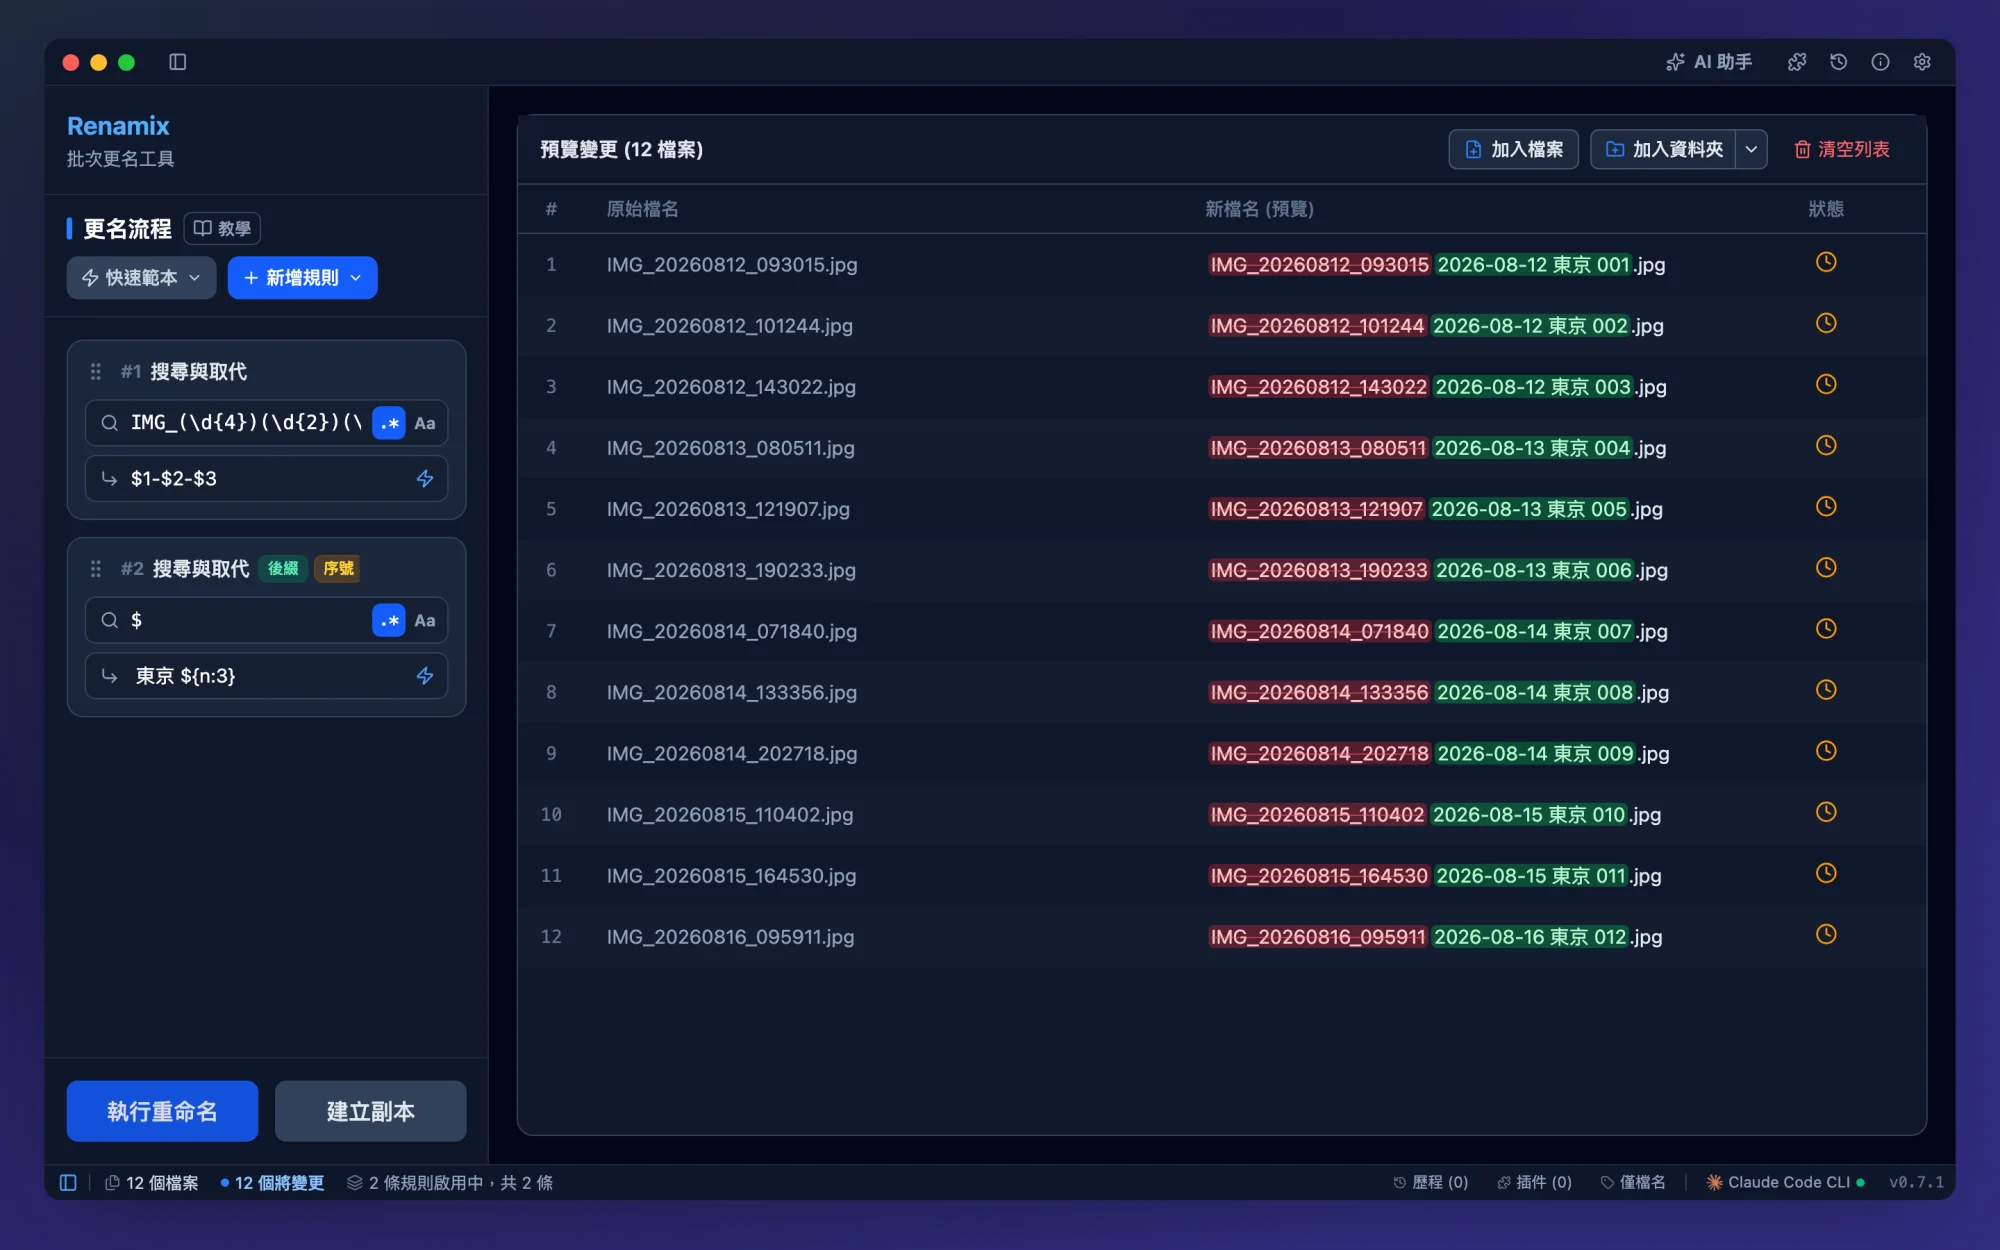 AI 助手
Renamix
批次更名工具
更名流程 教學
快速範本 新增規則
#1 搜尋與取代
IMG_(\d{4})(\d{2})(\ .* Aa
$1-$2-$3
#2 搜尋與取代 後綴 序號
$ .* Aa
東京 ${n:3}
執行重命名 建立副本
預覽變更 (12 檔案) 加入檔案 加入資料夾 清空列表
# 原始檔名 新檔名 (預覽) 狀態
1 IMG_20260812_093015.jpg IMG_20260812_093015 2026-08-12 東京 001.jpg
2 IMG_20260812_101244.jpg IMG_20260812_101244 2026-08-12 東京 002.jpg
3 IMG_20260812_143022.jpg IMG_20260812_143022 2026-08-12 東京 003.jpg
4 IMG_20260813_080511.jpg IMG_20260813_080511 2026-08-13 東京 004.jpg
5 IMG_20260813_121907.jpg IMG_20260813_121907 2026-08-13 東京 005.jpg
6 IMG_20260813_190233.jpg IMG_20260813_190233 2026-08-13 東京 006.jpg
7 IMG_20260814_071840.jpg IMG_20260814_071840 2026-08-14 東京 007.jpg
8 IMG_20260814_133356.jpg IMG_20260814_133356 2026-08-14 東京 008.jpg
9 IMG_20260814_202718.jpg IMG_20260814_202718 2026-08-14 東京 009.jpg
10 IMG_20260815_110402.jpg IMG_20260815_110402 2026-08-15 東京 010.jpg
11 IMG_20260815_164530.jpg IMG_20260815_164530 2026-08-15 東京 011.jpg
12 IMG_20260816_095911.jpg IMG_20260816_095911 2026-08-16 東京 012.jpg
12 個檔案 12 個將變更 2 條規則啟用中，共 2 條 歷程 (0) 插件 (0) 僅檔名 Claude Code CLI v0.7.1